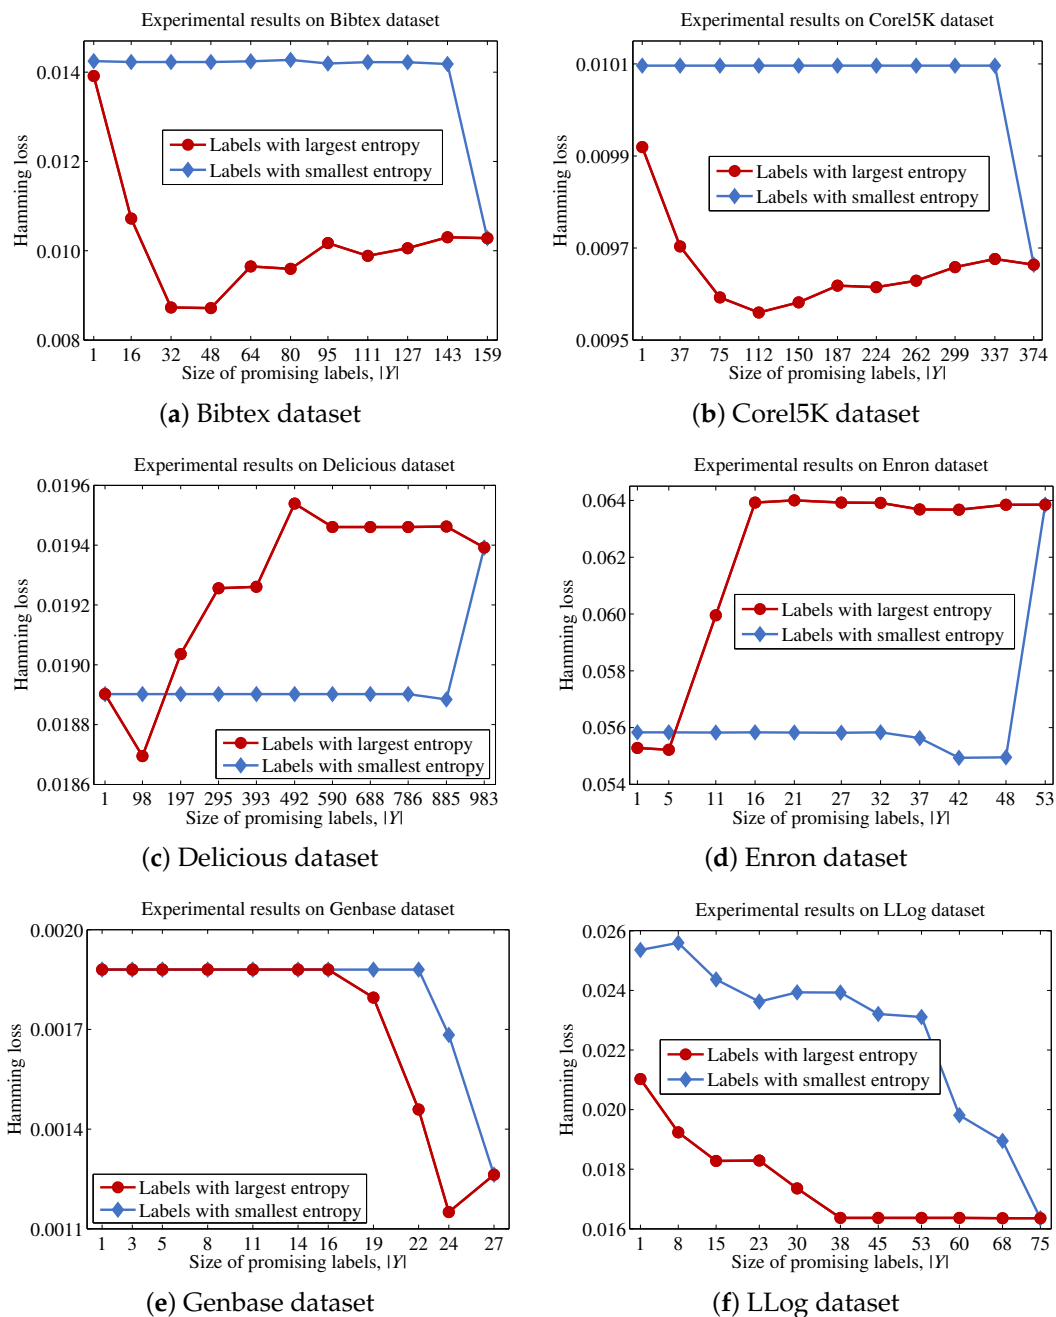 Experimental results on Bibtex dataset
0.014
0.012
0.010
0.008
Hamming loss
Labels with largest entropy
Labels with smallest entropy
1 16 32 48 64 80 95 111 127 143 159
Size of promising labels, |Y|
(a) Bibtex dataset
Experimental results on Corel5K dataset
0.0101
0.0099
0.0097
0.0095
Hamming loss
Labels with largest entropy
Labels with smallest entropy
1 37 75 112 150 187 224 262 299 337 374
Size of promising labels, |Y|
(b) Corel5K dataset
Experimental results on Delicious dataset
0.0196
0.0194
0.0192
0.0190
0.0188
0.0186
Hamming loss
Labels with largest entropy
Labels with smallest entropy
1 98 197 295 393 492 590 688 786 885 983
Size of promising labels, |Y|
(c) Delicious dataset
Experimental results on Enron dataset
0.064
0.062
0.060
0.058
0.056
0.054
Hamming loss
Labels with largest entropy
Labels with smallest entropy
1 5 11 16 21 27 32 37 42 48 53
Size of promising labels, |Y|
(d) Enron dataset
Experimental results on Genbase dataset
0.0020
0.0017
0.0014
0.0011
Hamming loss
Labels with largest entropy
Labels with smallest entropy
1 3 5 8 11 14 16 19 22 24 27
Size of promising labels, |Y|
(e) Genbase dataset
Experimental results on LLog dataset
0.026
0.024
0.022
0.020
0.018
0.016
Hamming loss
Labels with largest entropy
Labels with smallest entropy
1 8 15 23 30 38 45 53 60 68 75
Size of promising labels, |Y|
(f) LLog dataset